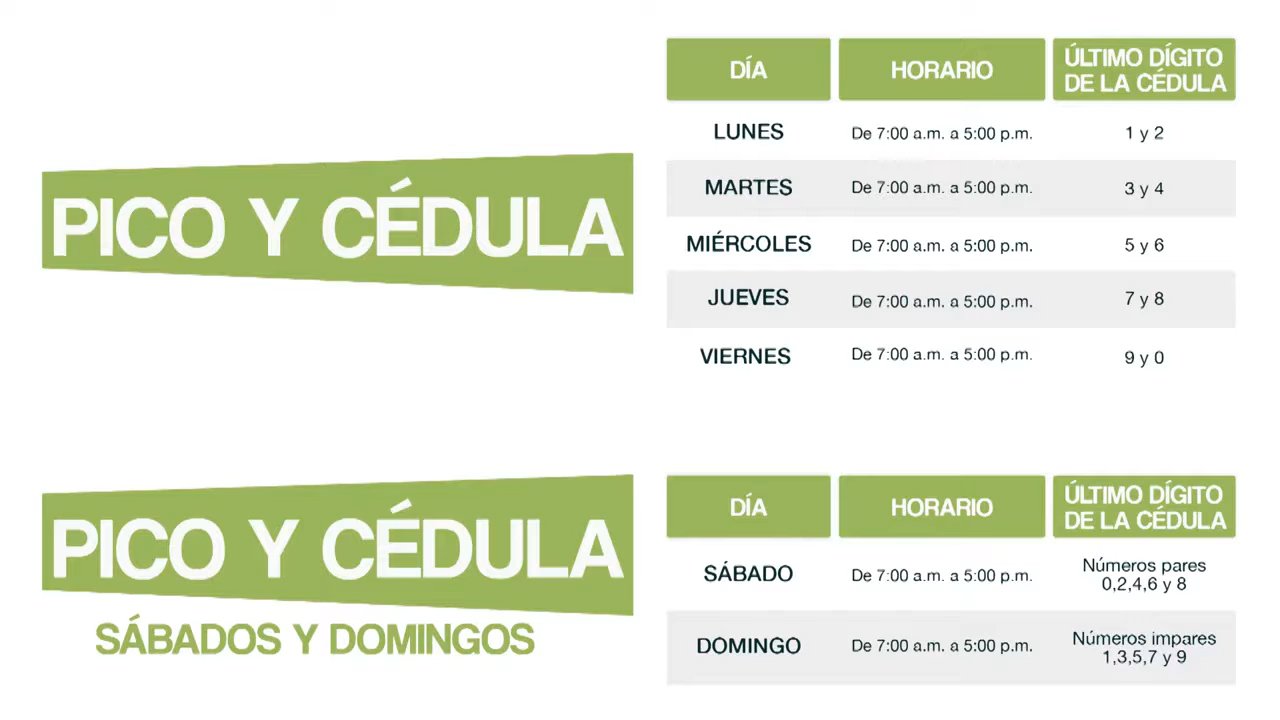 PICO Y CÉDULA
DÍA HORARIO ÚLTIMO DÍGITO
DE LA CÉDULA
LUNES De 7:00 a.m. a 5:00 p.m. 1 y 2
MARTES De 7:00 a.m. a 5:00 p.m. 3 y 4
MIÉRCOLES De 7:00 a.m. a 5:00 p.m. 5 y 6
JUEVES De 7:00 a.m. a 5:00 p.m. 7 y 8
VIERNES De 7:00 a.m. a 5:00 p.m. 9 y 0
PICO Y CÉDULA
SÁBADOS Y DOMINGOS
DÍA HORARIO ÚLTIMO DÍGITO
DE LA CÉDULA
SÁBADO De 7:00 a.m. a 5:00 p.m. Números pares
0,2,4,6 y 8
DOMINGO De 7:00 a.m. a 5:00 p.m. Números impares
1,3,5,7 y 9